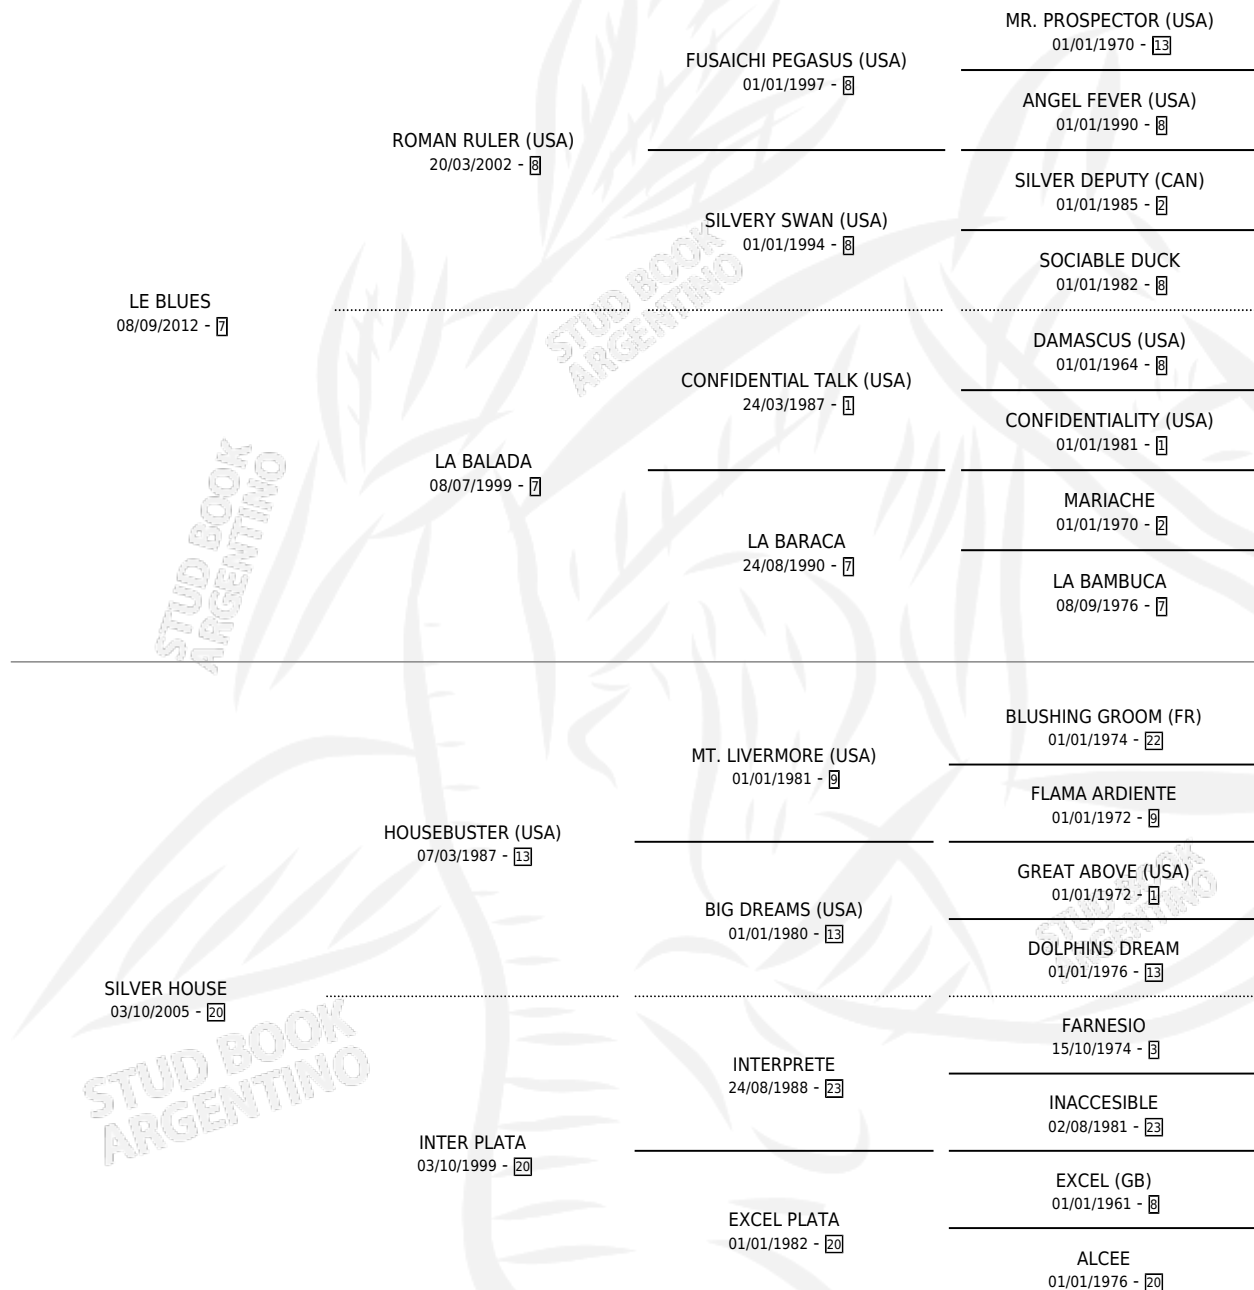 MR. PROSPECTOR (USA)
01/01/1970 - 13
FUSAICHI PEGASUS (USA)
01/01/1997 - 8
ANGEL FEVER (USA)
01/01/1990 - 8
ROMAN RULER (USA)
20/03/2002 - 8
SILVER DEPUTY (CAN)
01/01/1985 - 2
SILVERY SWAN (USA)
01/01/1994 - 8
SOCIABLE DUCK
01/01/1982 - 8
STUD BOOK
ARGENTINO
LE BLUES
08/09/2012 - 7
DAMASCUS (USA)
01/01/1964 - 8
CONFIDENTIAL TALK (USA)
24/03/1987 - 1
CONFIDENTIALITY (USA)
01/01/1981 - 1
LA BALADA
08/07/1999 - 7
MARIACHE
01/01/1970 - 2
LA BARACA
24/08/1990 - 7
LA BAMBUCA
08/09/1976 - 7
STUD BOOK
ARGENTINO
BLUSHING GROOM (FR)
01/01/1974 - 22
MT. LIVERMORE (USA)
01/01/1981 - 9
FLAMA ARDIENTE
01/01/1972 - 9
HOUSEBUSTER (USA)
07/03/1987 - 13
GREAT ABOVE (USA)
01/01/1972 - 1
BIG DREAMS (USA)
01/01/1980 - 13
STUD BOOK
ARGENTINO
DOLPHINS DREAM
01/01/1976 - 13
SILVER HOUSE
03/10/2005 - 20
STUD BOOK
ARGENTINO
FARNESIO
15/10/1974 - 3
INTERPRETE
24/08/1988 - 23
INACCESIBLE
02/08/1981 - 23
INTER PLATA
03/10/1999 - 20
EXCEL (GB)
01/01/1961 - 8
EXCEL PLATA
01/01/1982 - 20
ALCEE
01/01/1976 - 20